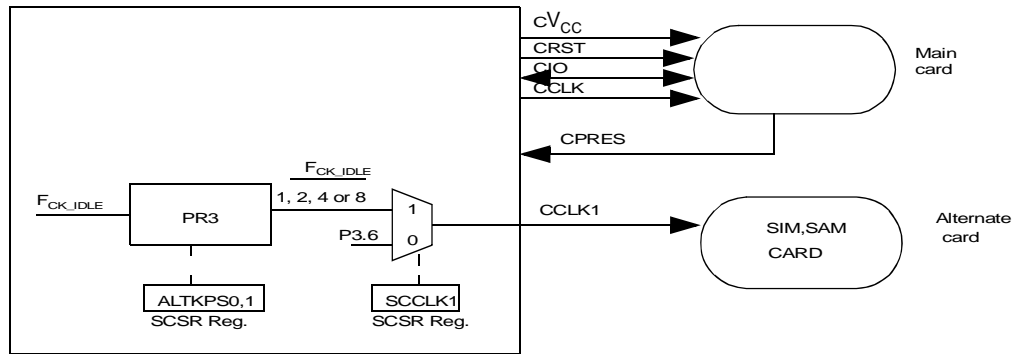 CVCC
CRST
CIO
CCLK
Main
card
CPRES
FCK_IDLE
FCK_IDLE
1, 2, 4 or 8
PR3
1
P3.6
0
CCLK1
SIM,SAM
CARD
Alternate
card
ALTKPS0,1
SCSR Reg.
SCCLK1
SCSR Reg.